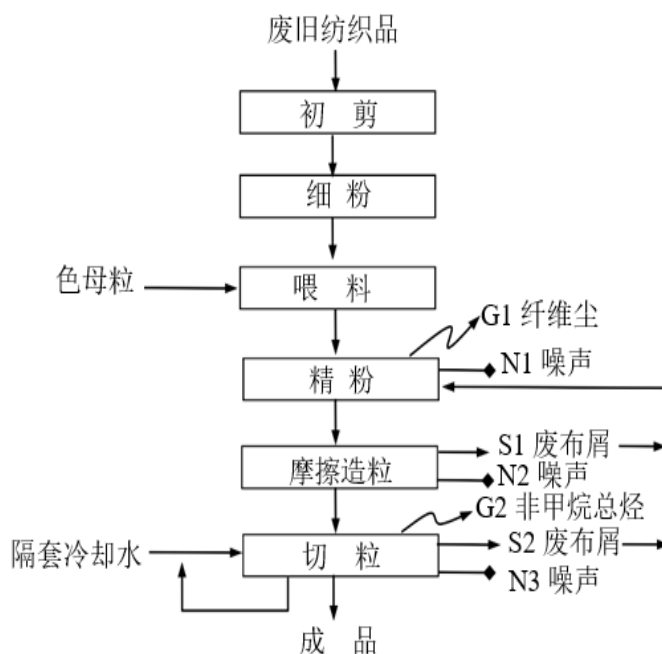 废旧纺织品
初 剪
细 粉
色母粒
喂 料
G1 纤维尘
精 粉
N1 噪声
摩擦造粒
S1 废布屑
N2 噪声
G2 非甲烷总烃
隔套冷却水
切 粒
S2 废布屑
N3 噪声
成 品